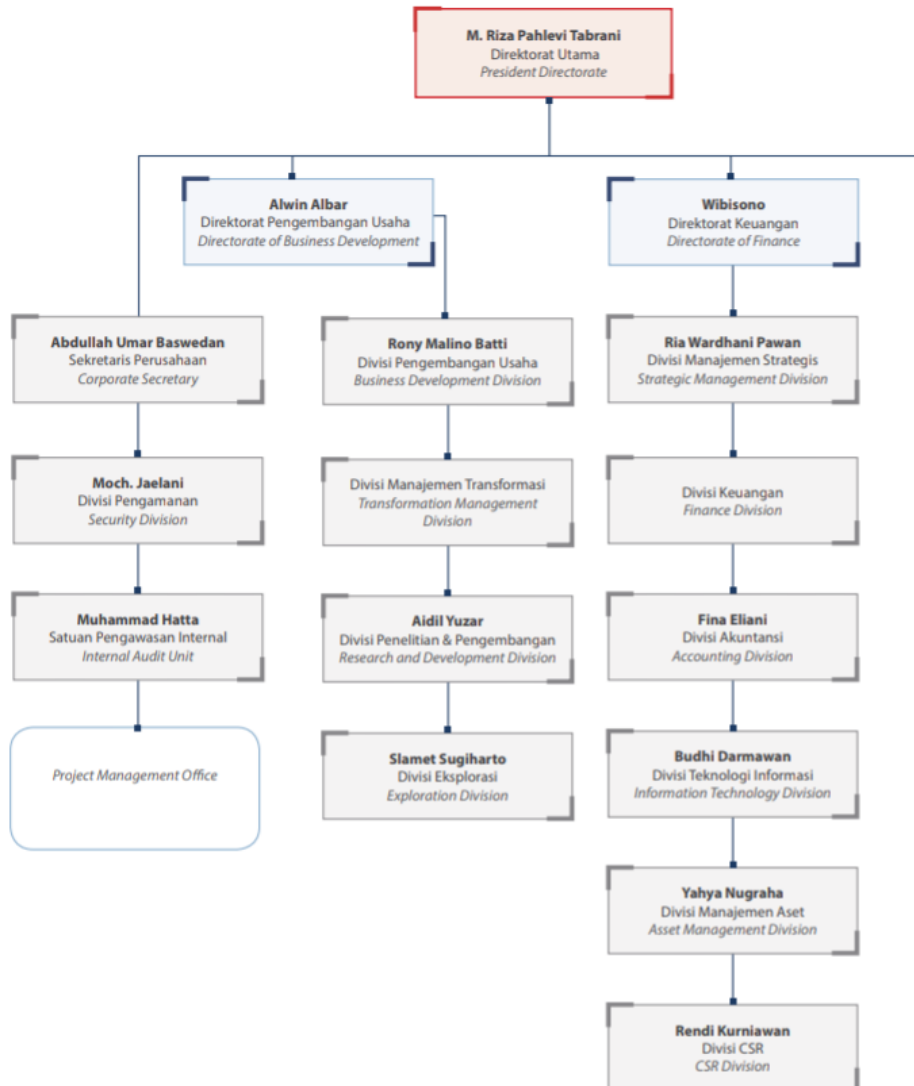 M. Riza Pahlevi Tabrani
Direktorat Utama
President Directorate
Alwin Albar
Direktorat Pengembangan Usaha
Directorate of Business Development
Wibisono
Direktorat Keuangan
Directorate of Finance
Abdullah Umar Baswedan
Sekretaris Perusahaan
Corporate Secretary
Moch. Jaelani
Divisi Pengamanan
Security Division
Muhammad Hatta
Satuan Pengawasan Internal
Internal Audit Unit
Project Management Office
Rony Malino Batti
Divisi Pengembangan Usaha
Business Development Division
Divisi Manajemen Transformasi
Transformation Management
Division
Aidil Yuzar
Divisi Penelitian & Pengembangan
Research and Development Division
Slamet Sugiharto
Divisi Eksplorasi
Exploration Division
Ria Wardhani Pawan
Divisi Manajemen Strategis
Strategic Management Division
Divisi Keuangan
Finance Division
Fina Eliani
Divisi Akuntansi
Accounting Division
Budhi Darmawan
Divisi Teknologi Informasi
Information Technology Division
Yahya Nugraha
Divisi Manajemen Aset
Asset Management Division
Rendi Kurniawan
Divisi CSR
CSR Division